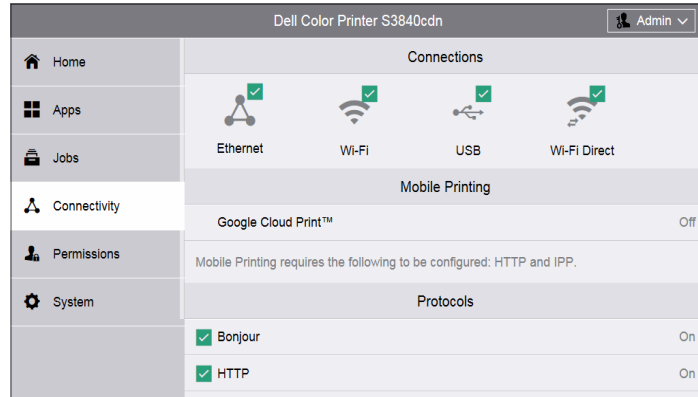 Dell Color Printer S3840cdn
Admin
Home
Apps
Jobs
Connectivity
Permissions
System
Connections
Ethernet
Wi-Fi
USB
Wi-Fi Direct
Mobile Printing
Google Cloud Print™ Off
Mobile Printing requires the following to be configured: HTTP and IPP.
Protocols
Bonjour On
HTTP On